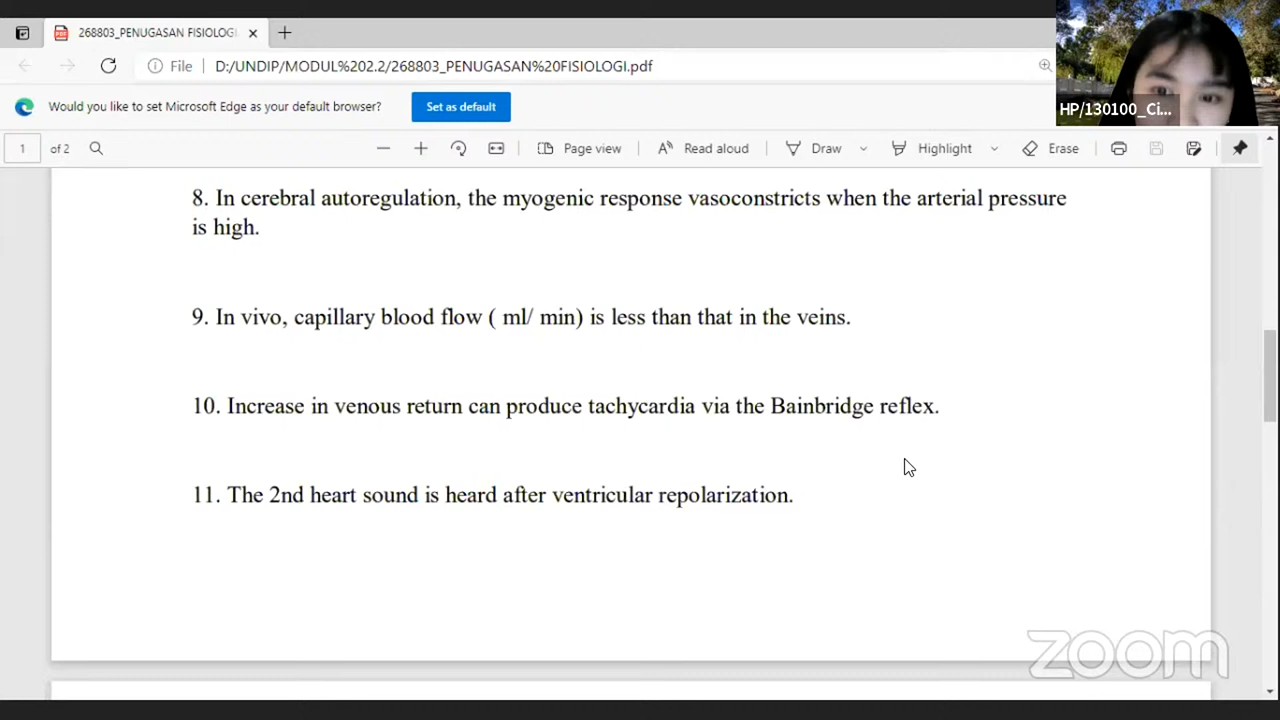 268803_PENUGASAN FISIOLOGI
File D:/UNDIP/MODUL%202.2/268803_PENUGASAN%20FISIOLOGI.pdf
HP/130100_Ci...
Would you like to set Microsoft Edge as your default browser? Set as default
1 of 2 Page view Read aloud Draw Highlight Erase
8. In cerebral autoregulation, the myogenic response vasoconstricts when the arterial pressure
is high.
9. In vivo, capillary blood flow ( ml/ min) is less than that in the veins.
10. Increase in venous return can produce tachycardia via the Bainbridge reflex.
11. The 2nd heart sound is heard after ventricular repolarization.
zoom